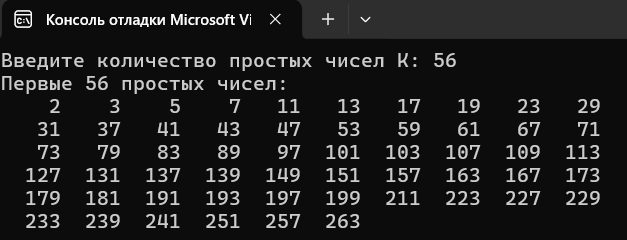 Консоль отладки Microsoft Vi
Введите количество простых чисел К: 56
Первые 56 простых чисел:
2 3 5 7 11 13 17 19 23 29
31 37 41 43 47 53 59 61 67 71
73 79 83 89 97 101 103 107 109 113
127 131 137 139 149 151 157 163 167 173
179 181 191 193 197 199 211 223 227 229
233 239 241 251 257 263